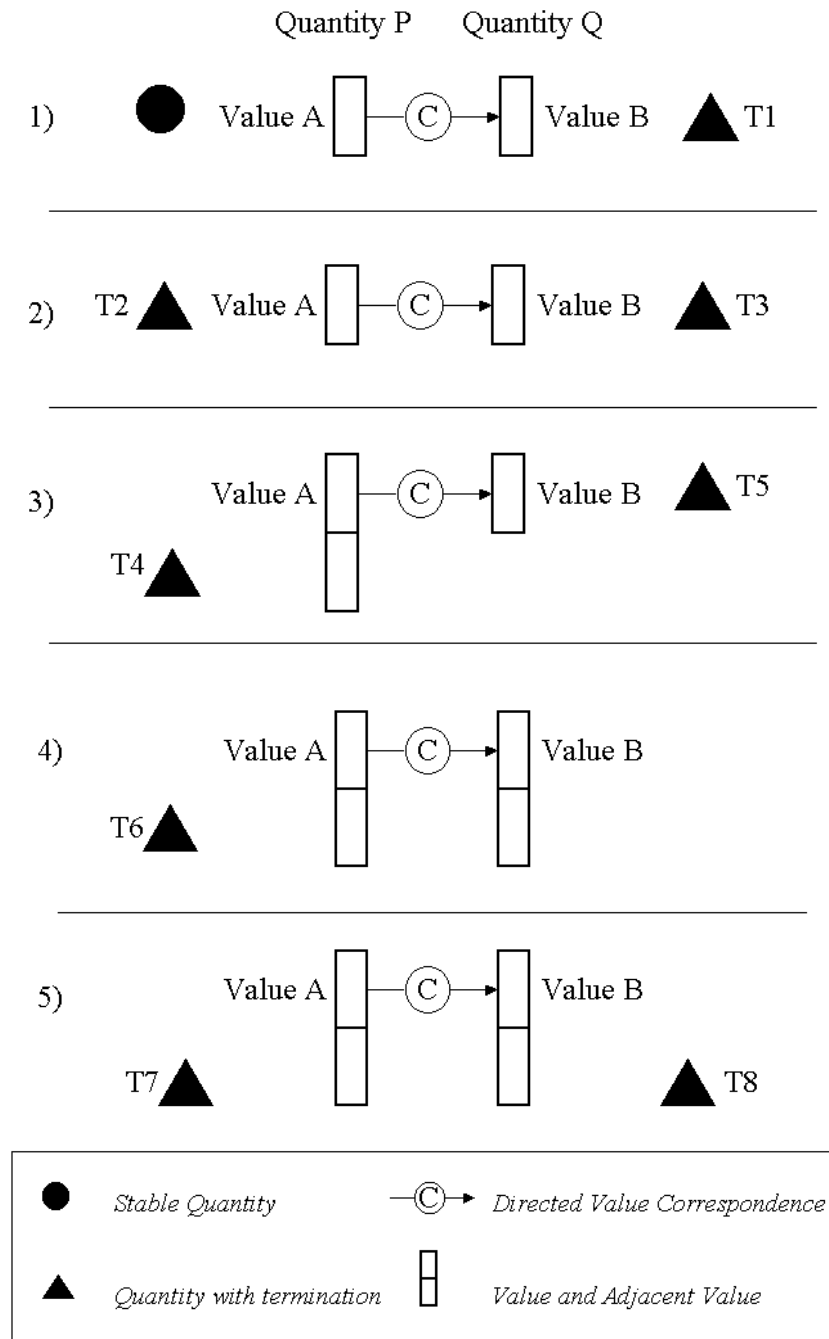 Quantity P Quantity Q
1) Value A C Value B T1
2) T2 Value A C Value B T3
3) Value A C Value B T5
T4
4) Value A C Value B
T6
5) Value A C Value B
T7 T8
Stable Quantity C Directed Value Correspondence
Quantity with termination Value and Adjacent Value